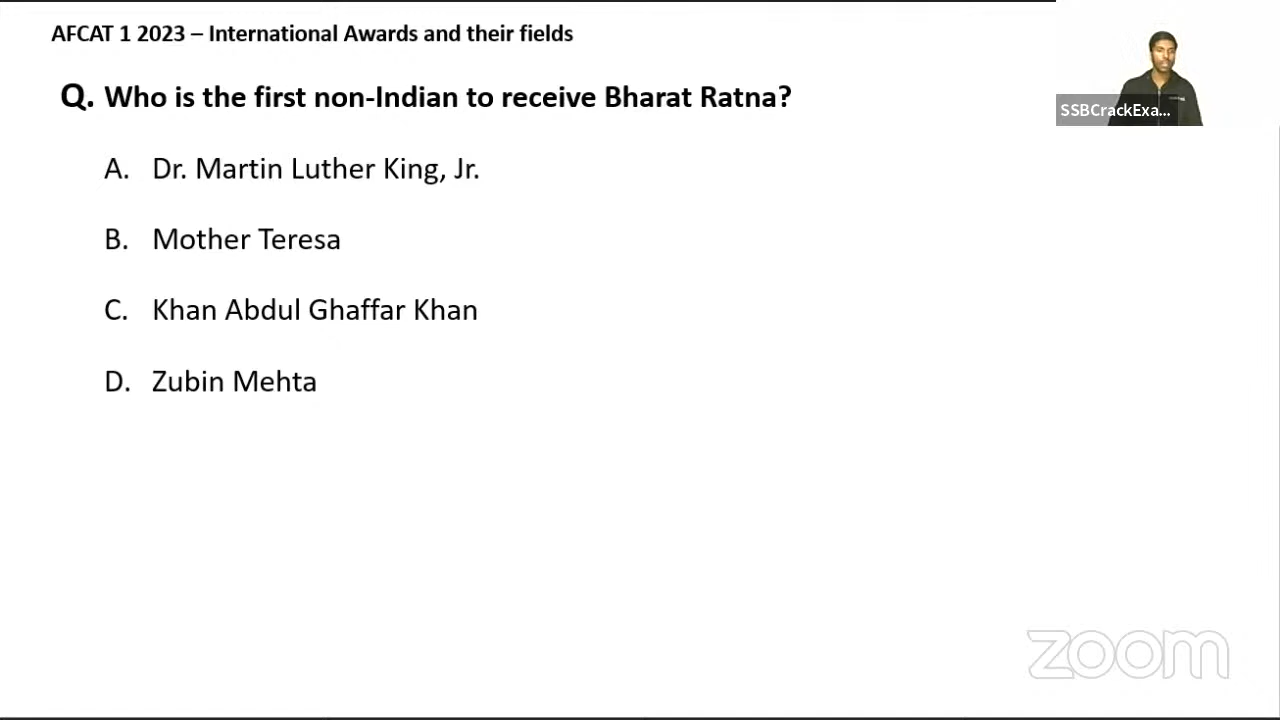 AFCAT 1 2023 – International Awards and their fields
Q. Who is the first non-Indian to receive Bharat Ratna?
SSBCrackExa...
A. Dr. Martin Luther King, Jr.
B. Mother Teresa
C. Khan Abdul Ghaffar Khan
D. Zubin Mehta
zoom